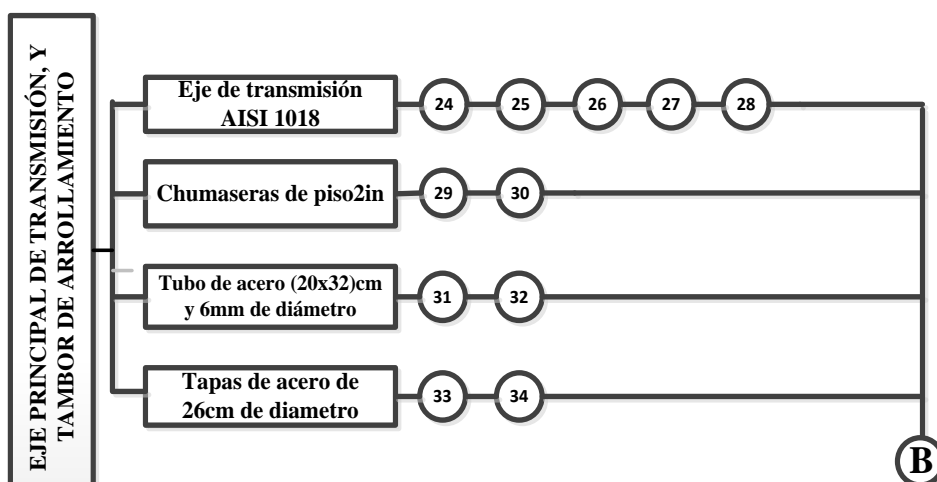 EJE PRINCIPAL DE TRANSMISIÓN, Y
TAMBOR DE ARROLLAMIENTO
Eje de transmisión
AISI 1018
24 25 26 27 28
Chumaseras de piso2in
29 30
Tubo de acero (20x32)cm
y 6mm de diámetro
31 32
Tapas de acero de
26cm de diametro
33 34
B